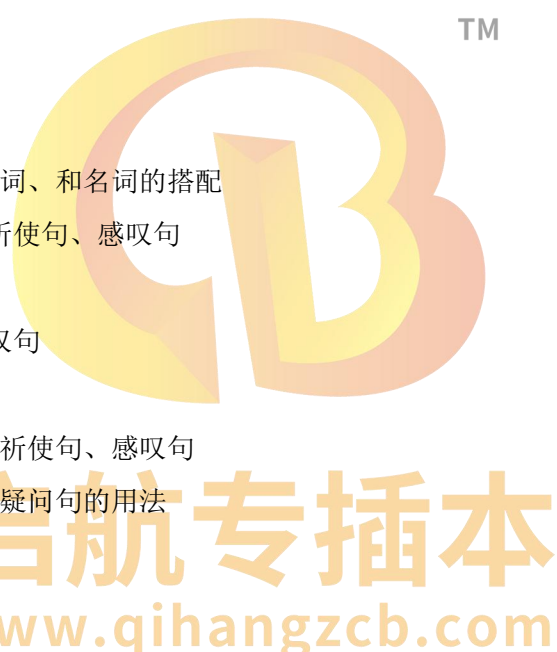 TM
词、和名词的搭配
祈使句、感叹句
叹句
祈使句、感叹句
疑问句的用法
启航专插本
www.qihangzcb.com